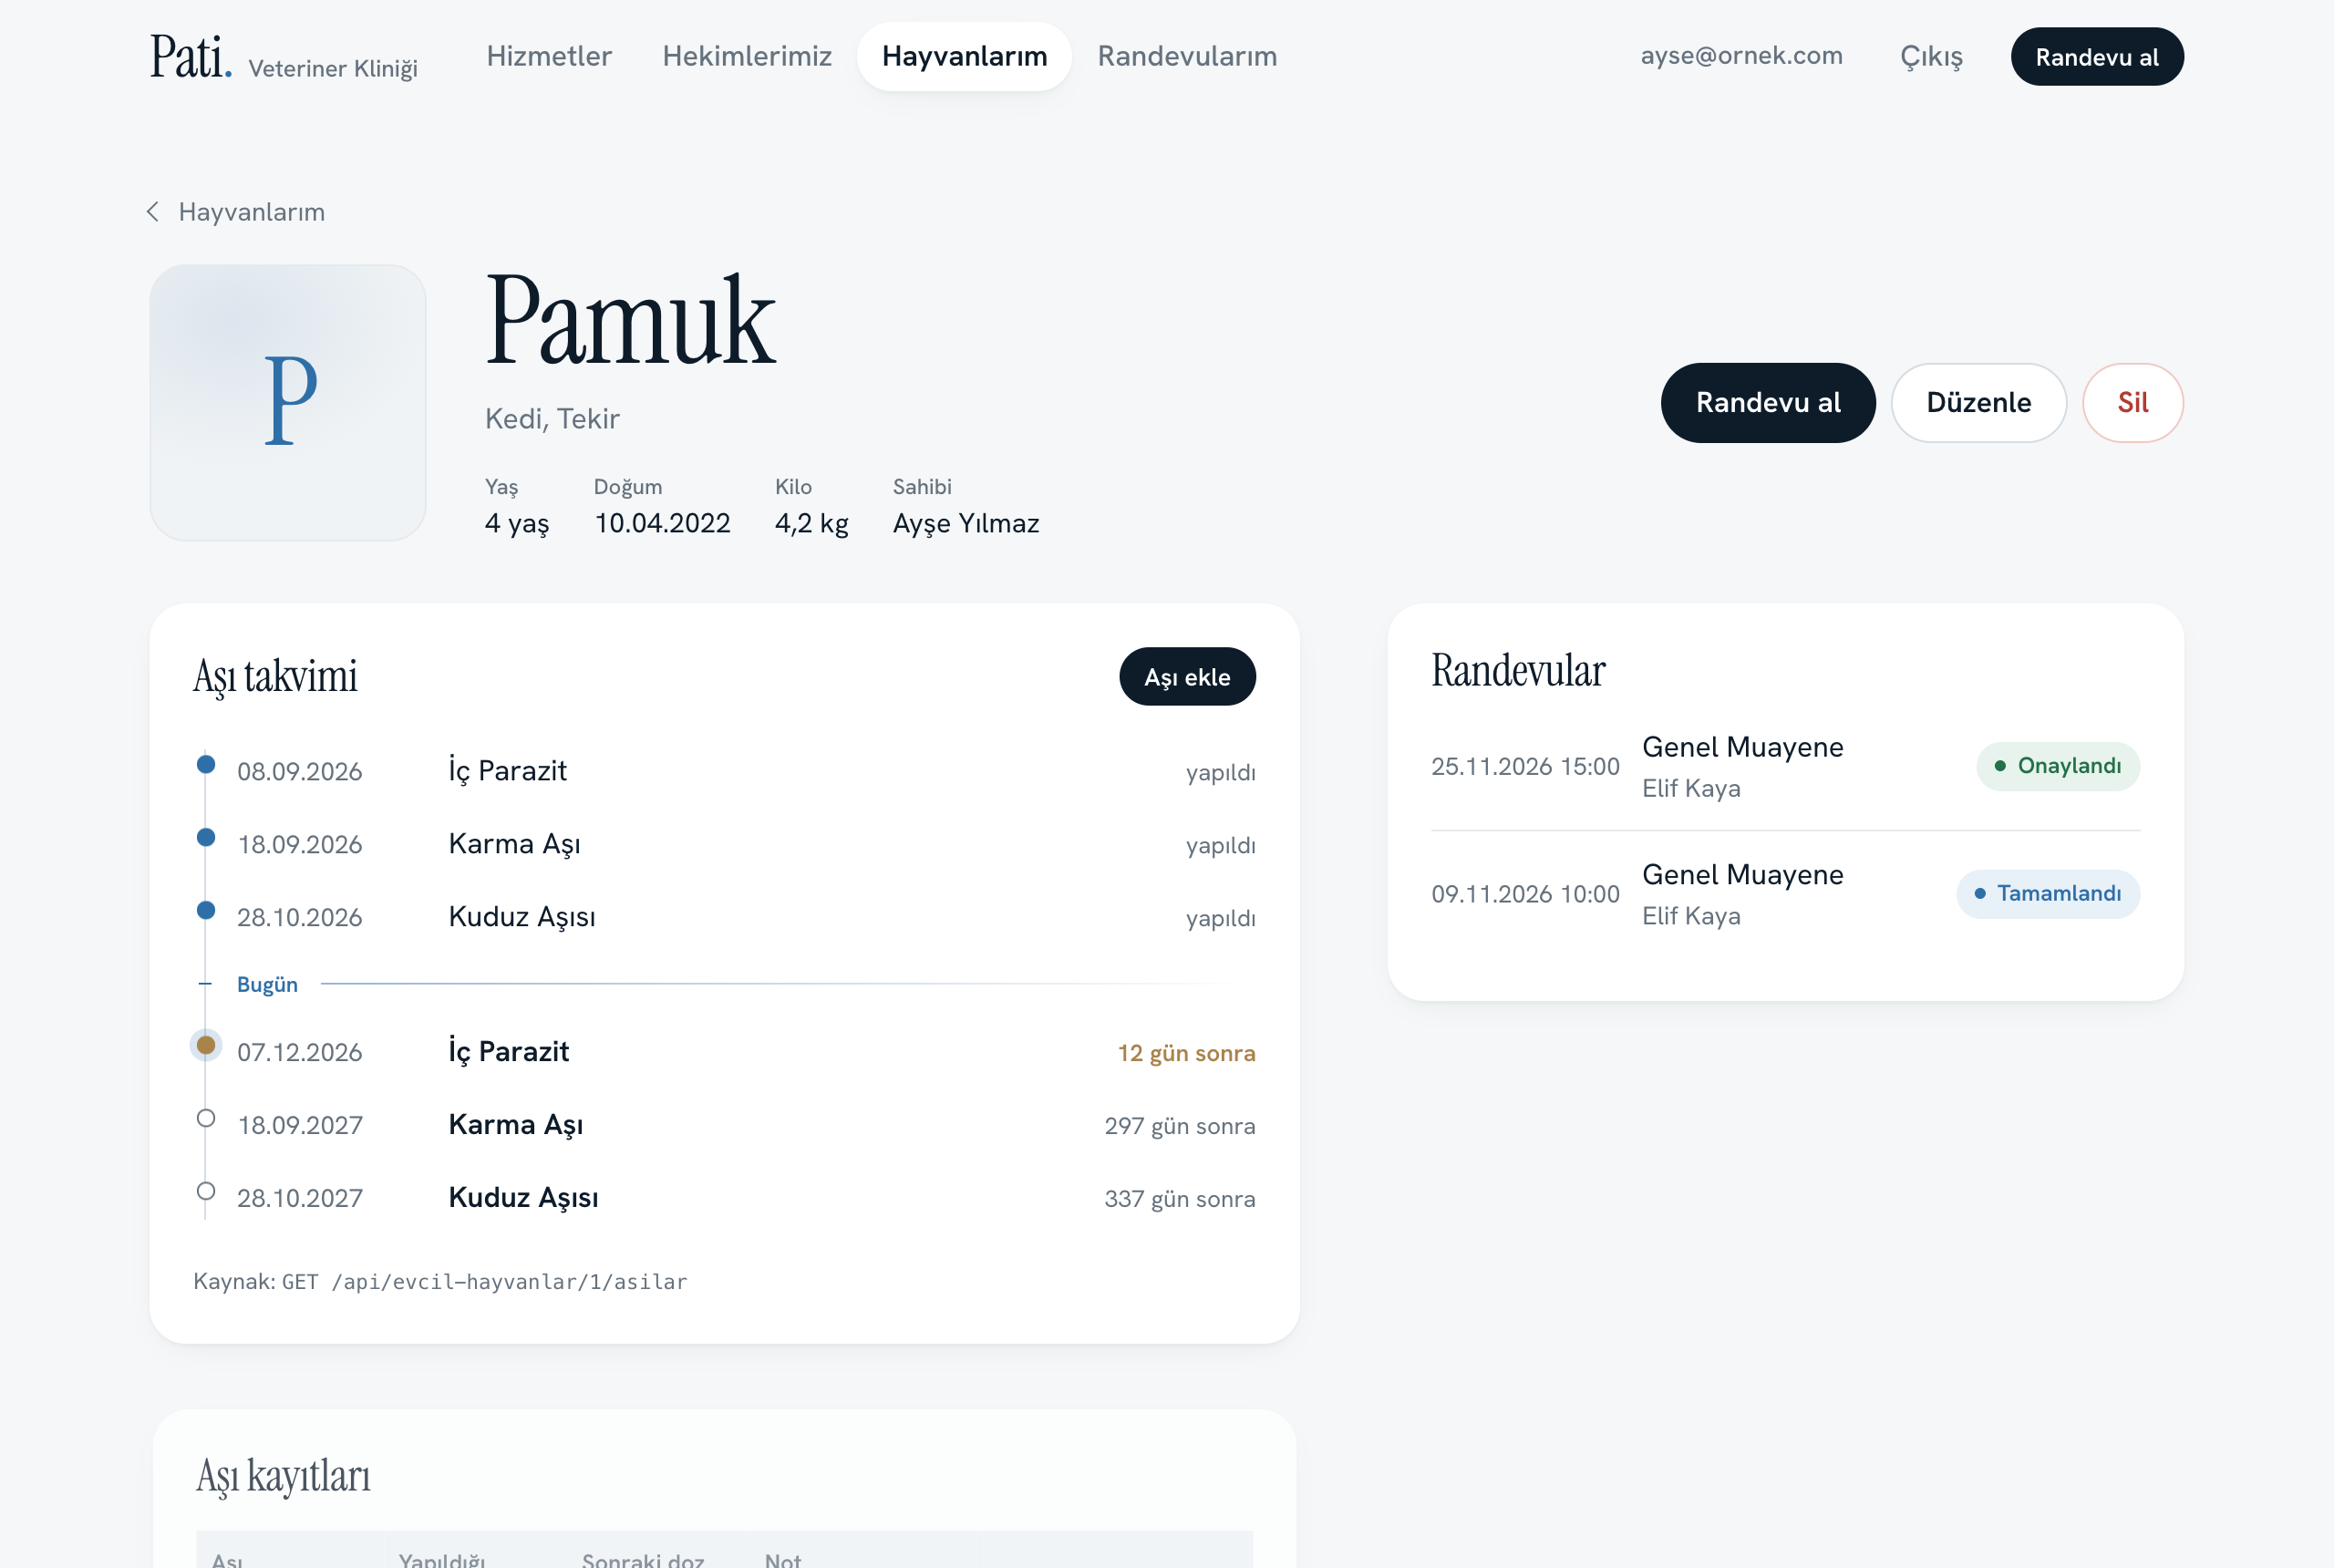 Pati. Veteriner Kliniği
Hizmetler
Hekimlerimiz
Hayvanlarım
Randevularım
ayse@ornek.com
Çıkış
Randevu al
Hayvanlarım
P
Pamuk
Kedi, Tekir
Yaş
4 yaş
Doğum
10.04.2022
Kilo
4,2 kg
Sahibi
Ayşe Yılmaz
Randevu al
Düzenle
Sil
Aşı takvimi
Aşı ekle
08.09.2026 İç Parazit yapıldı
18.09.2026 Karma Aşı yapıldı
28.10.2026 Kuduz Aşısı yapıldı
Bugün
07.12.2026 İç Parazit 12 gün sonra
18.09.2027 Karma Aşı 297 gün sonra
28.10.2027 Kuduz Aşısı 337 gün sonra
Kaynak: GET /api/evcil-hayvanlar/1/asilar
Randevular
25.11.2026 15:00 Genel Muayene Onaylandı
Elif Kaya
09.11.2026 10:00 Genel Muayene Tamamlandı
Elif Kaya
Aşı kayıtları
Aşı Yapıldığı Sonraki doz Not